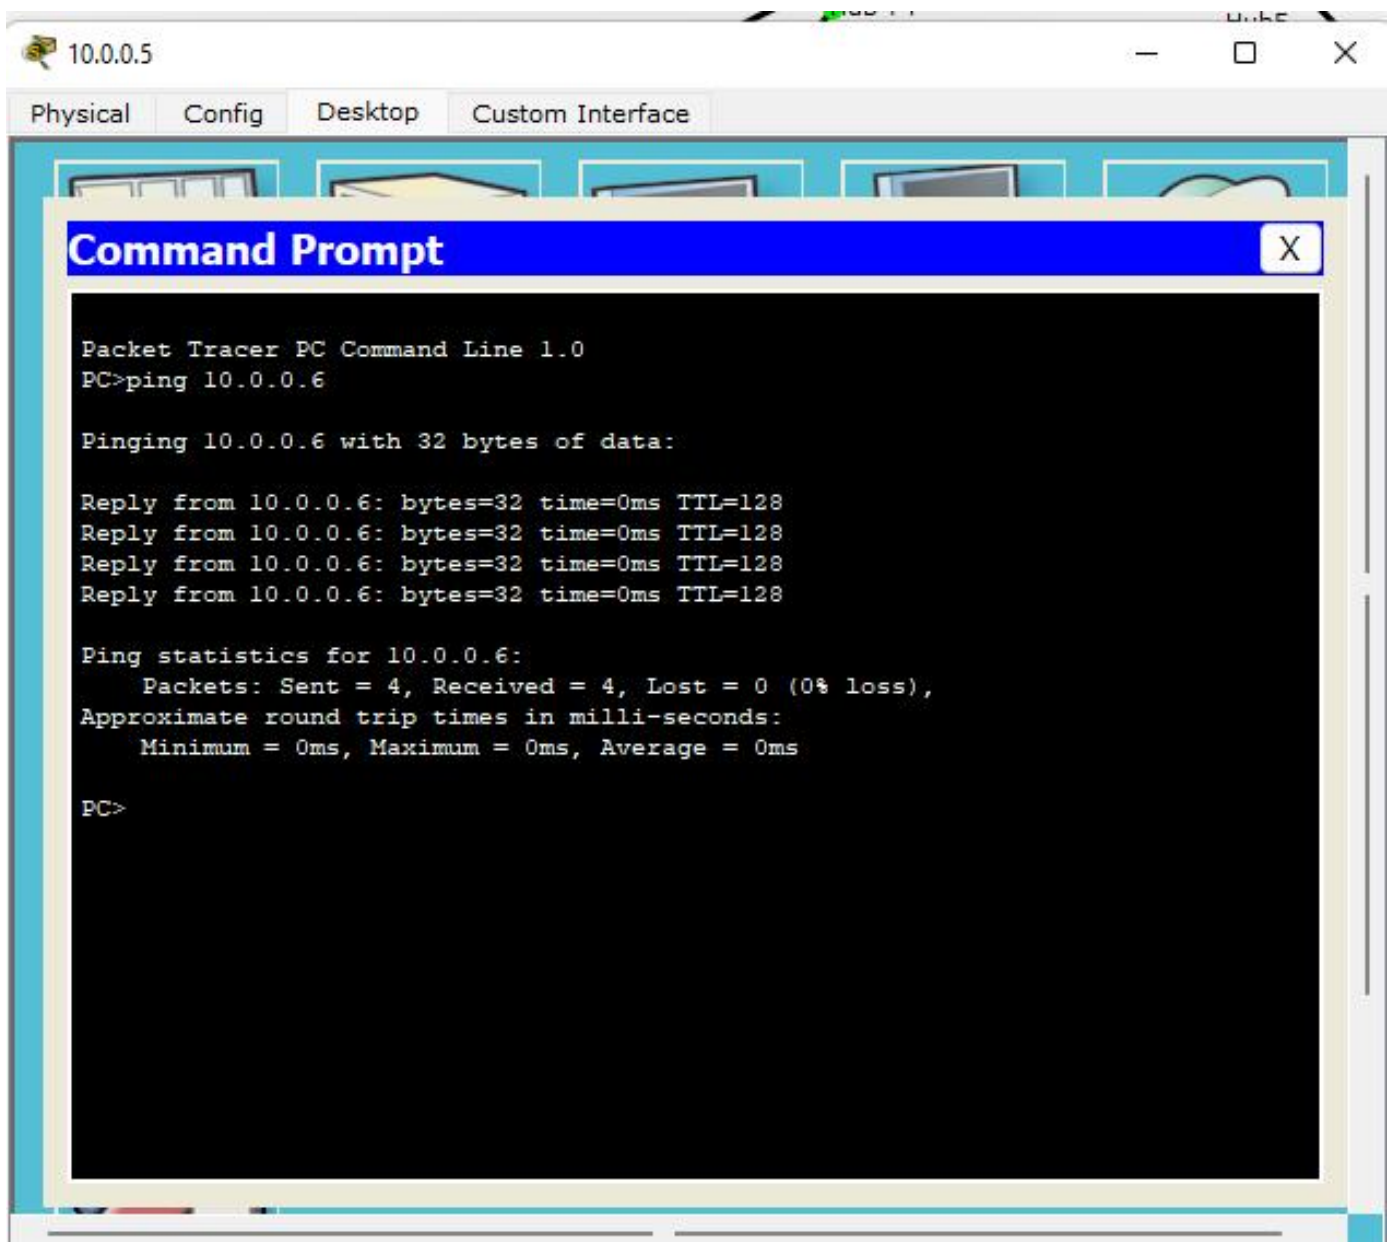 10.0.0.5
Physical Config Desktop Custom Interface
Command Prompt X
Packet Tracer PC Command Line 1.0
PC>ping 10.0.0.6
Pinging 10.0.0.6 with 32 bytes of data:
Reply from 10.0.0.6: bytes=32 time=0ms TTL=128
Reply from 10.0.0.6: bytes=32 time=0ms TTL=128
Reply from 10.0.0.6: bytes=32 time=0ms TTL=128
Reply from 10.0.0.6: bytes=32 time=0ms TTL=128
Ping statistics for 10.0.0.6:
Packets: Sent = 4, Received = 4, Lost = 0 (0% loss),
Approximate round trip times in milli-seconds:
Minimum = 0ms, Maximum = 0ms, Average = 0ms
PC>